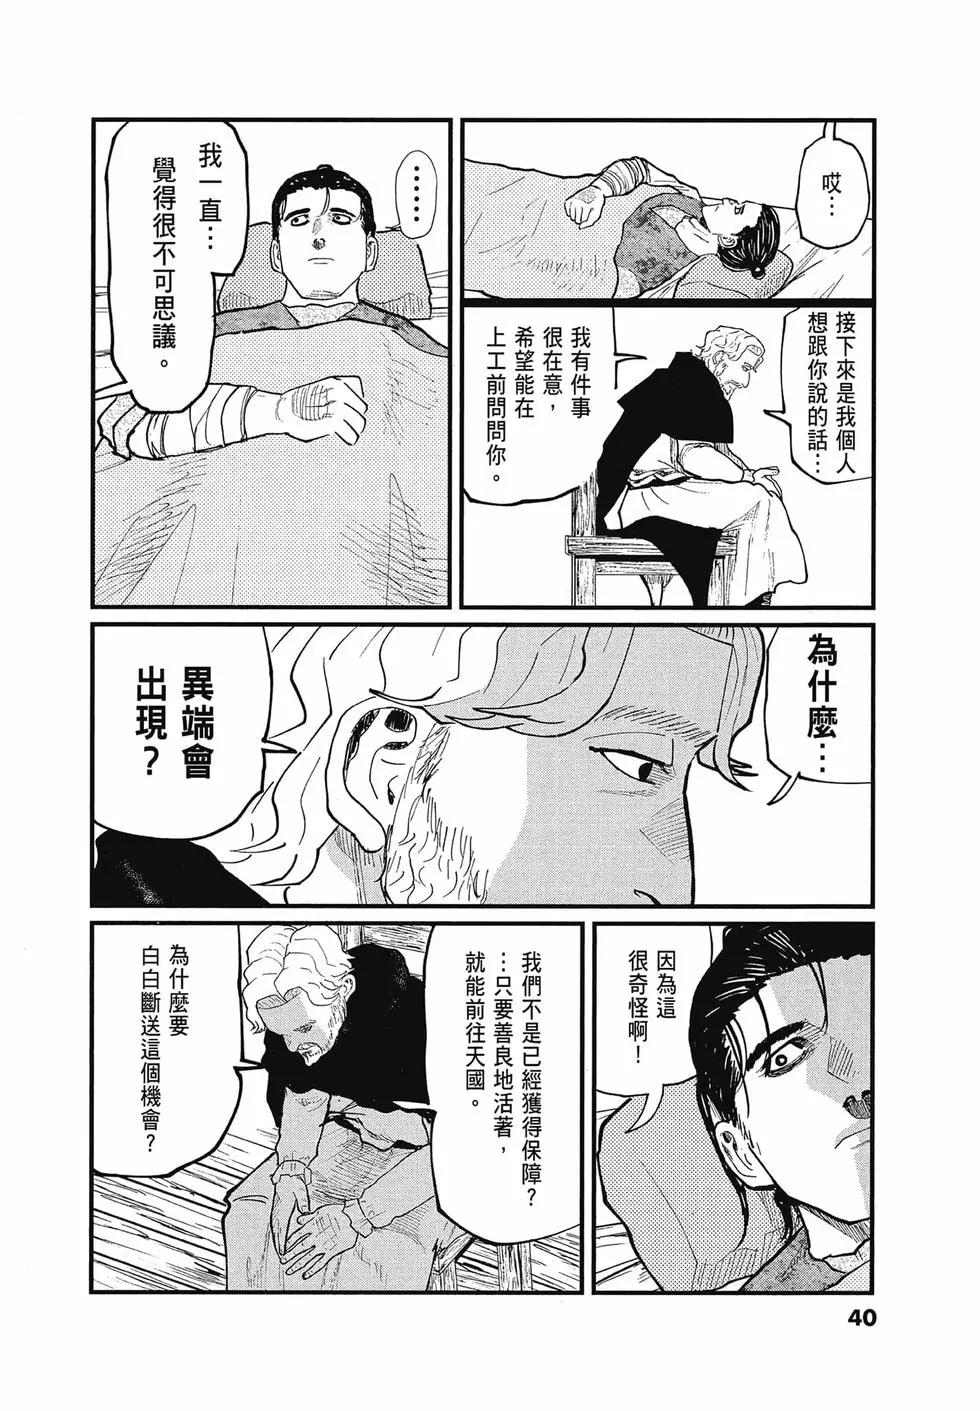 哎…
接下來是我個人
想跟你說的話…
我有件事
很在意，
希望能在
上工前問問你。
……
我一直…
覺得很不可思議。
為什麼…
異端會
出現？
因為這
很奇怪啊！
我們不是已經獲得保障？
…只要善良地活著，
就能前往天國。
為什麼要
白白斷送這個機會？
40